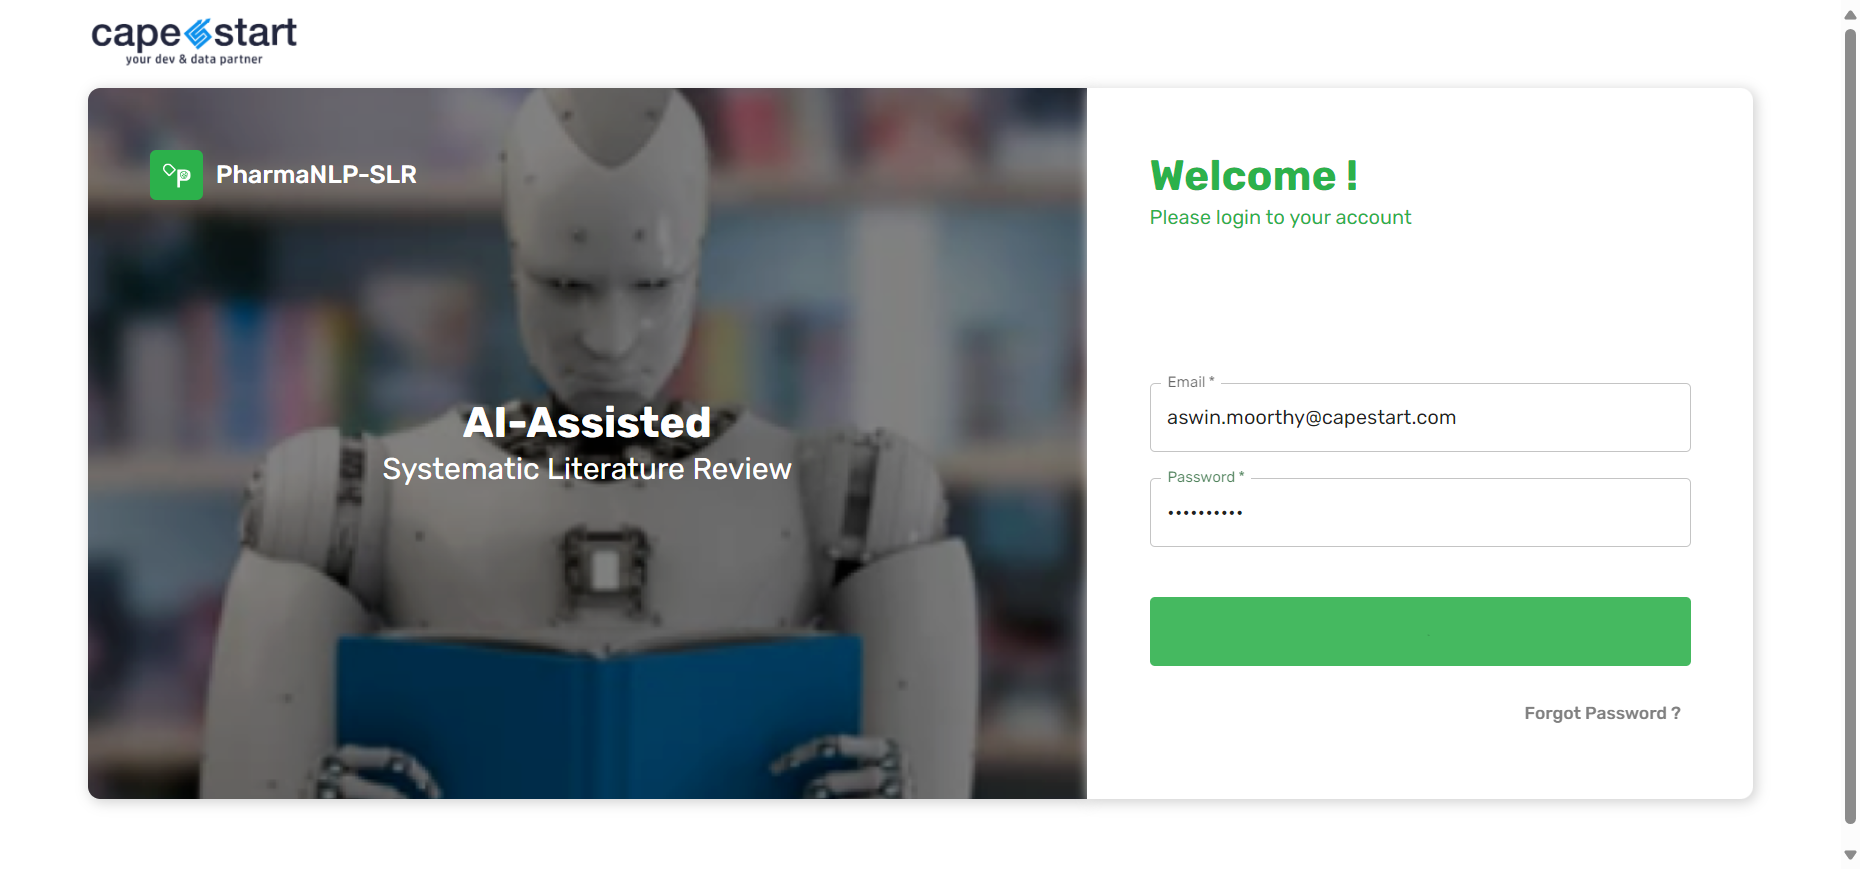 capestart
your dev & data partner
PharmaNLP-SLR
AI-Assisted
Systematic Literature Review
Welcome !
Please login to your account
Email *
aswin.moorthy@capestart.com
Password *
••••••••••
Forgot Password ?